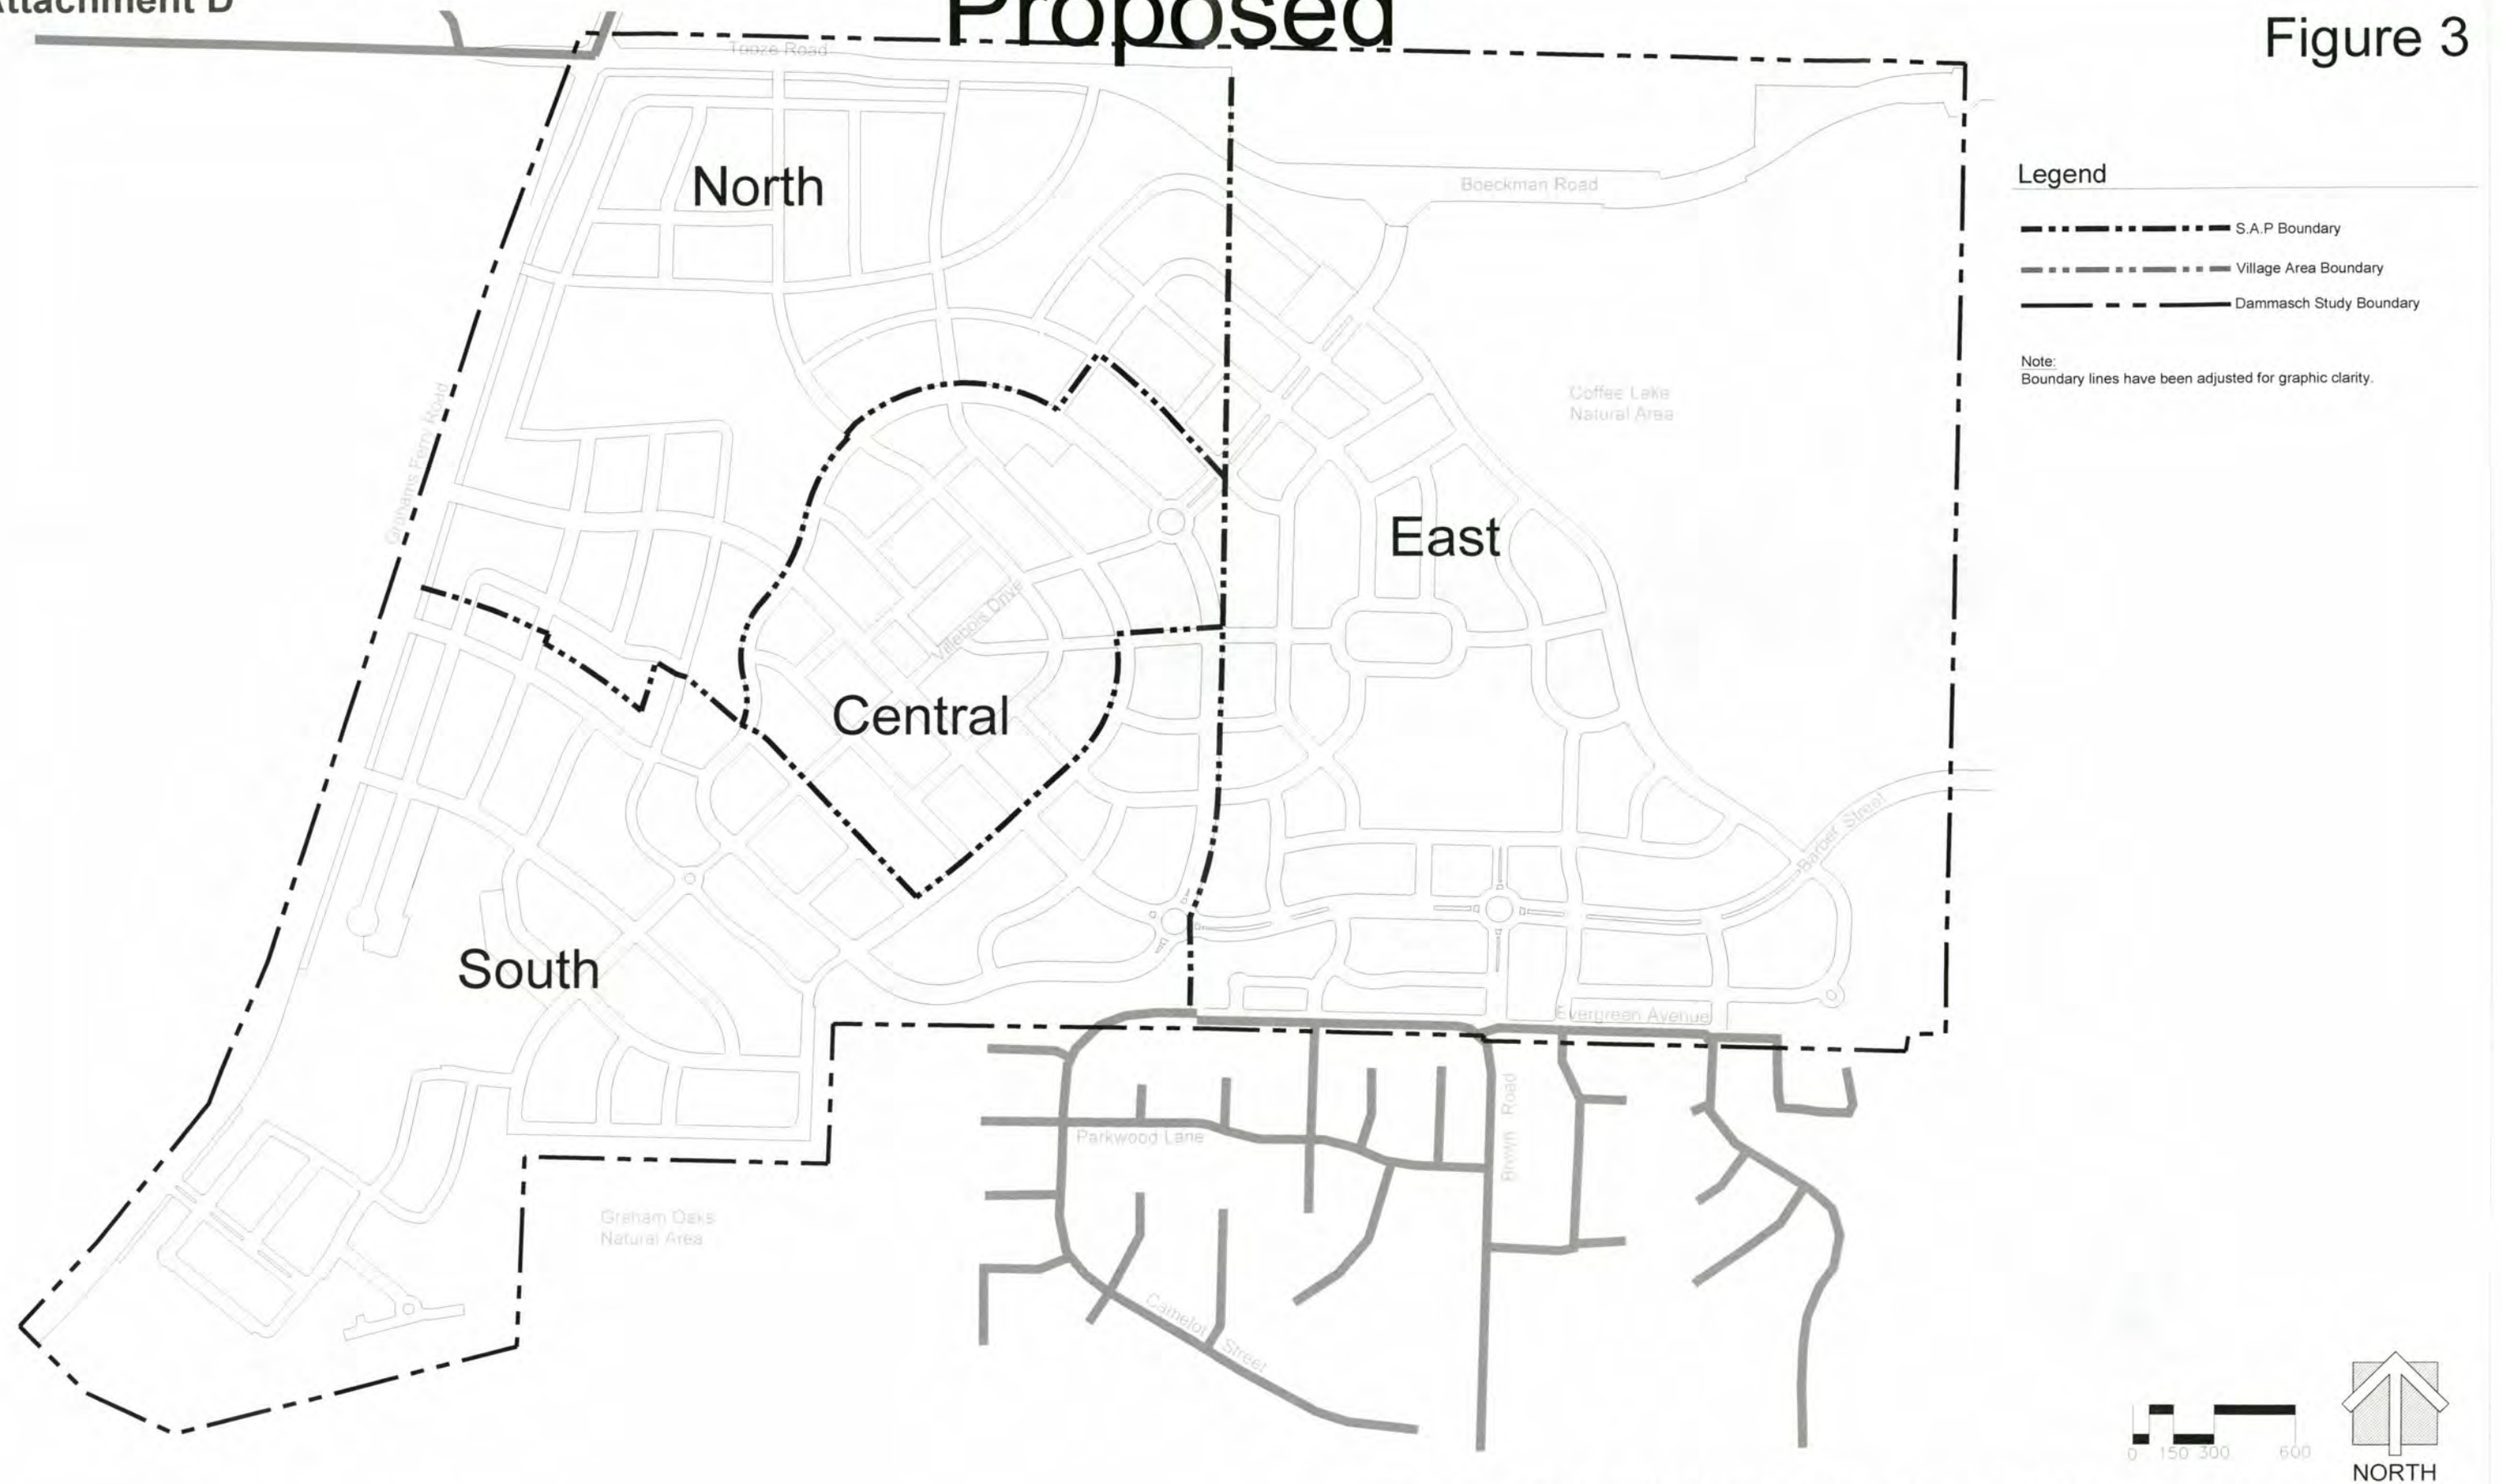 Attachment D
Proposed
Figure 3
Tooze Road
North
Boeckman Road
Legend
S.A.P Boundary
Village Area Boundary
Dammasch Study Boundary
Note:
Boundary lines have been adjusted for graphic clarity.
Coffee Lake
Natural Area
Grahams Ferry Road
East
Villebois Drive
Central
Barber Street
South
Evergreen Avenue
Brown Road
Parkwood Lane
Graham Oaks
Natural Area
Camelot Street
0 150 300 600
NORTH